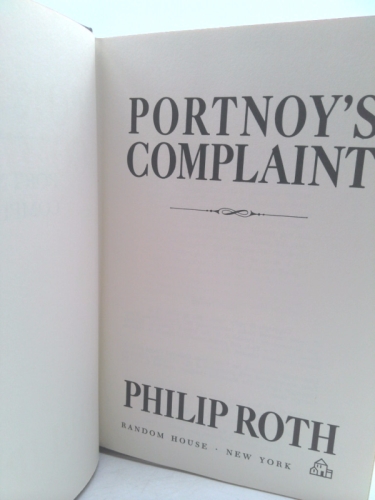 PORTNOY'S
COMPLAINT
PHILIP ROTH
RANDOM HOUSE · NEW YORK